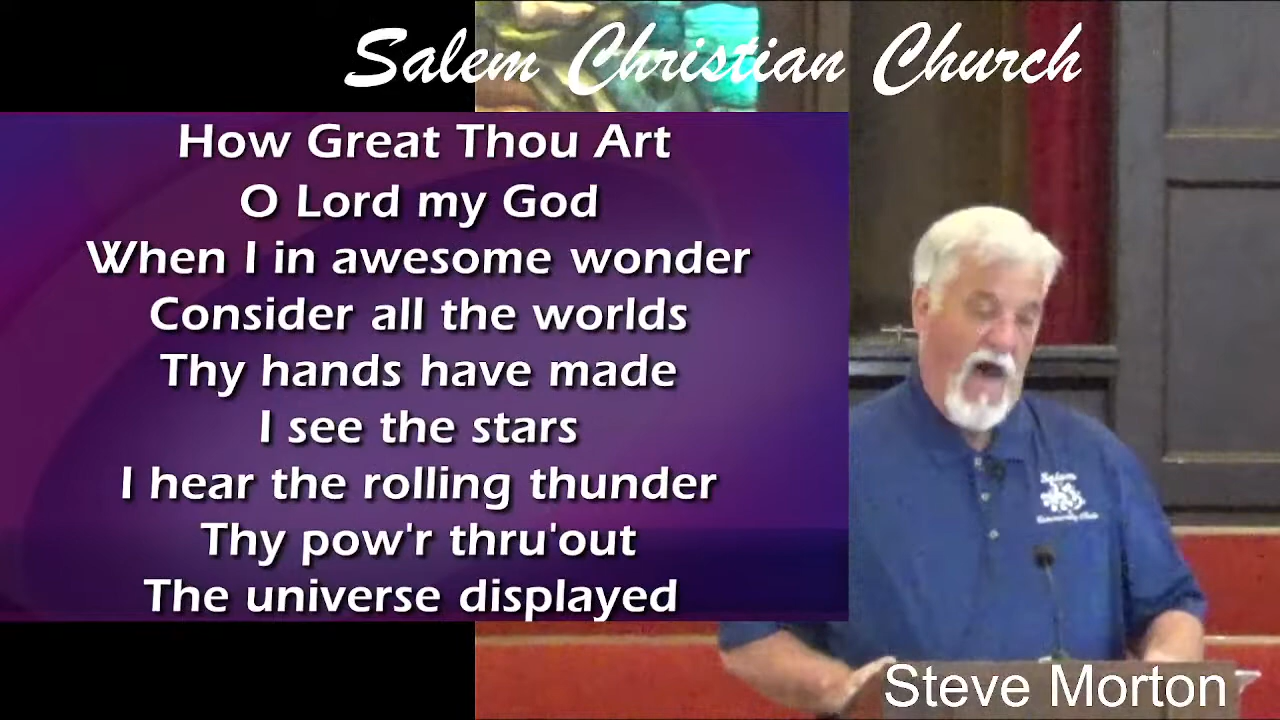 Salem Christian Church
How Great Thou Art
O Lord my God
When I in awesome wonder
Consider all the worlds
Thy hands have made
I see the stars
I hear the rolling thunder
Thy pow'r thru'out
The universe displayed
Salem
Steve Morton